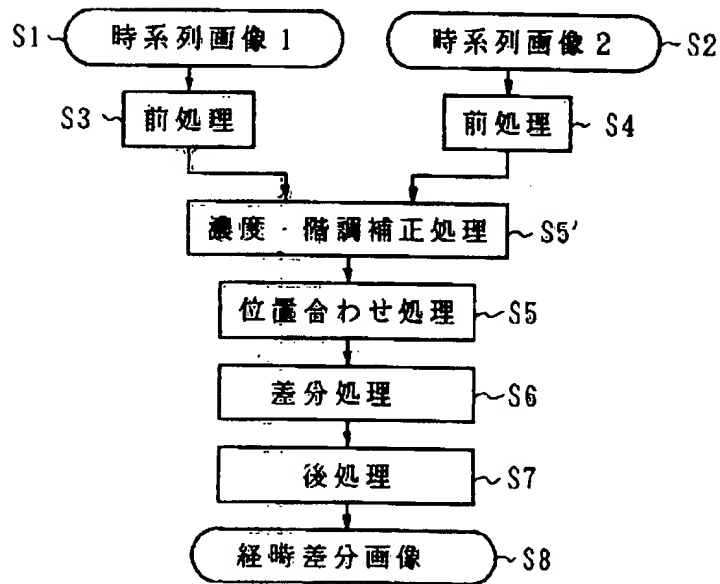 S1 時系列画像1
時系列画像2 S2
S3 前処理
前処理 S4
濃度・階調補正処理 S5'
位置合わせ処理 S5
差分処理 S6
後処理 S7
経時差分画像 S8